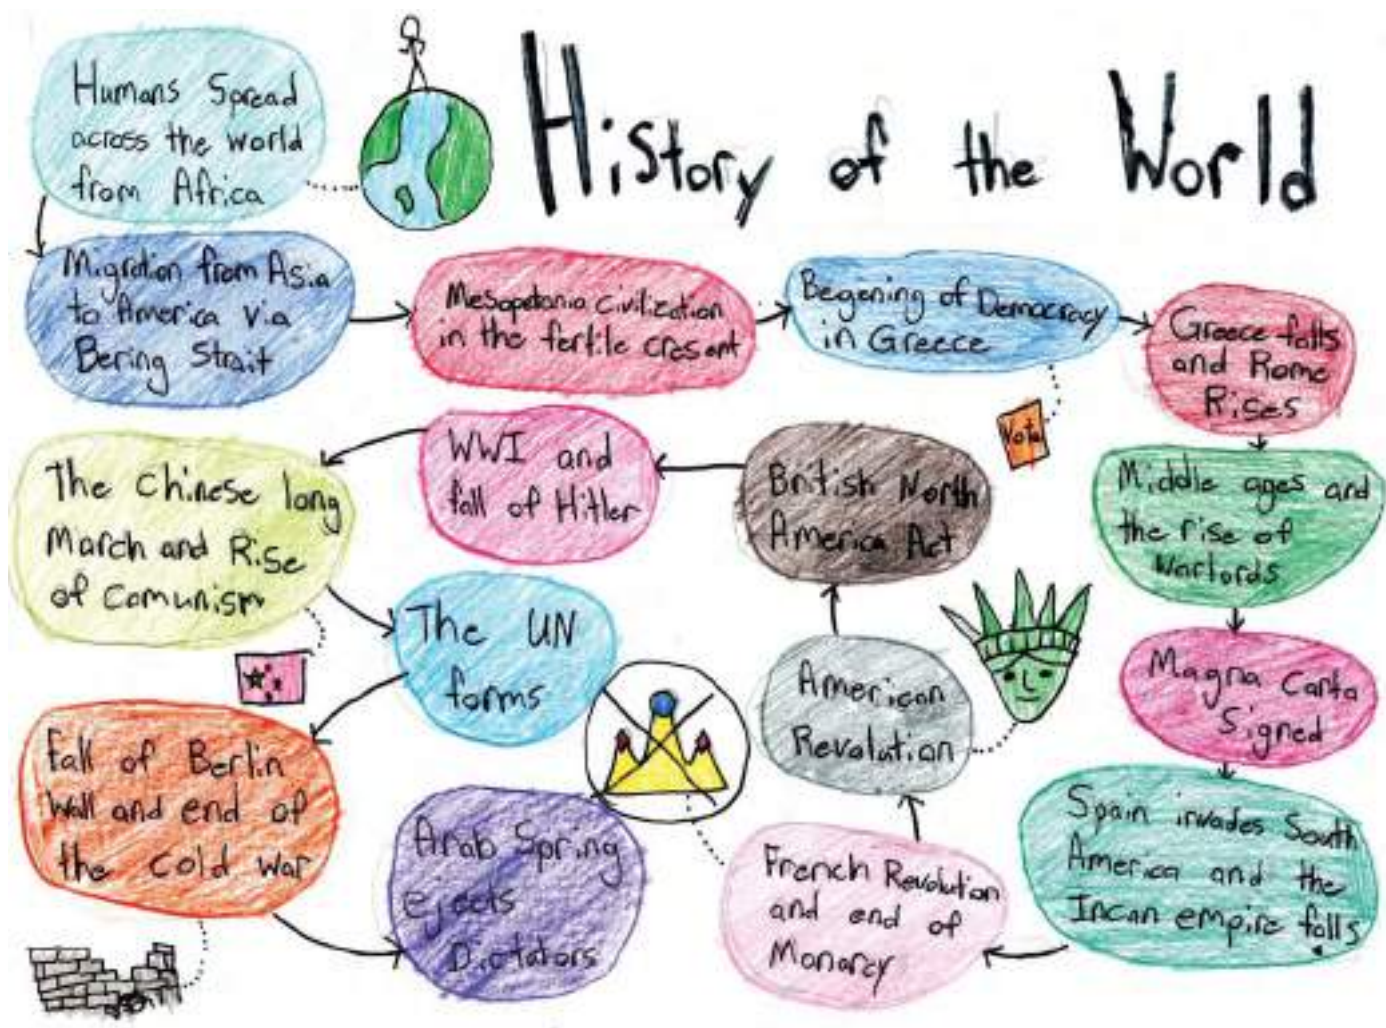 History of the World
Humans Spread
across the world
from Africa
Migration from Asia
to America via
Bering Strait
Mesopotamia civilization
in the fertile cresent
Begening of Democracy
in Greece
Vote
Greece falls
and Rome
Rises
Middle ages and
the rise of
Warlords
Magna Carta
Signed
Spain invades South
America and the
Incan empire falls.
French Revolution
and end of
Monarcy
American
Revolution
British North
America Act
WWI and
fall of Hitler
The Chinese long
March and Rise
of Comunism
The UN
forms
Fall of Berlin
Wall and end of
the cold war
Arab Spring
ejects
Dictators